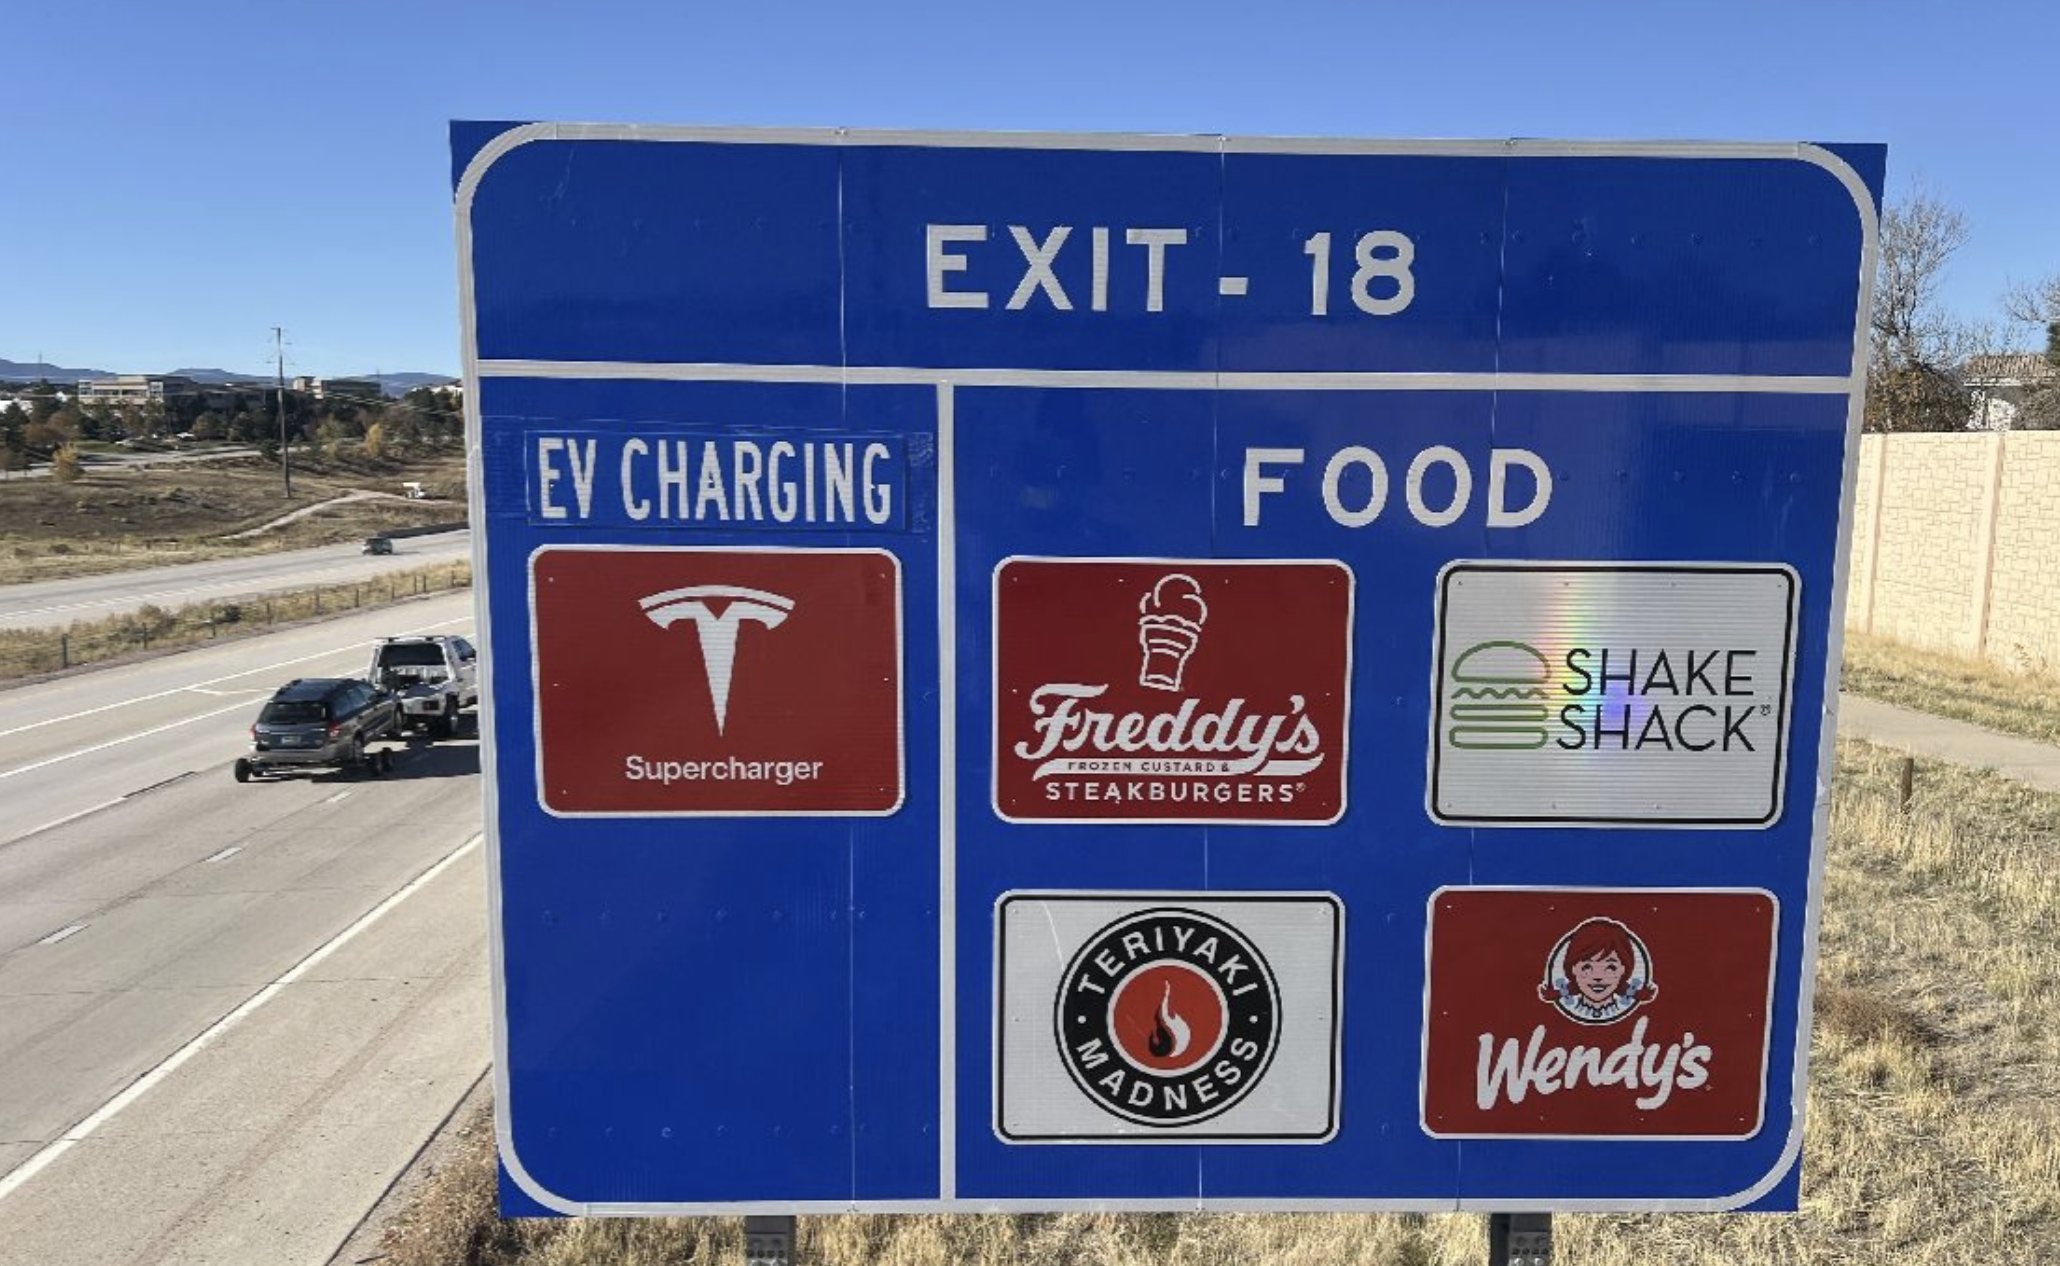 EXIT - 18
EV CHARGING
Supercharger
FOOD
Freddy's
FROZEN CUSTARD &
STEAKBURGERS®
SHAKE
SHACK®
TERIYAKI
MADNESS
Wendy's